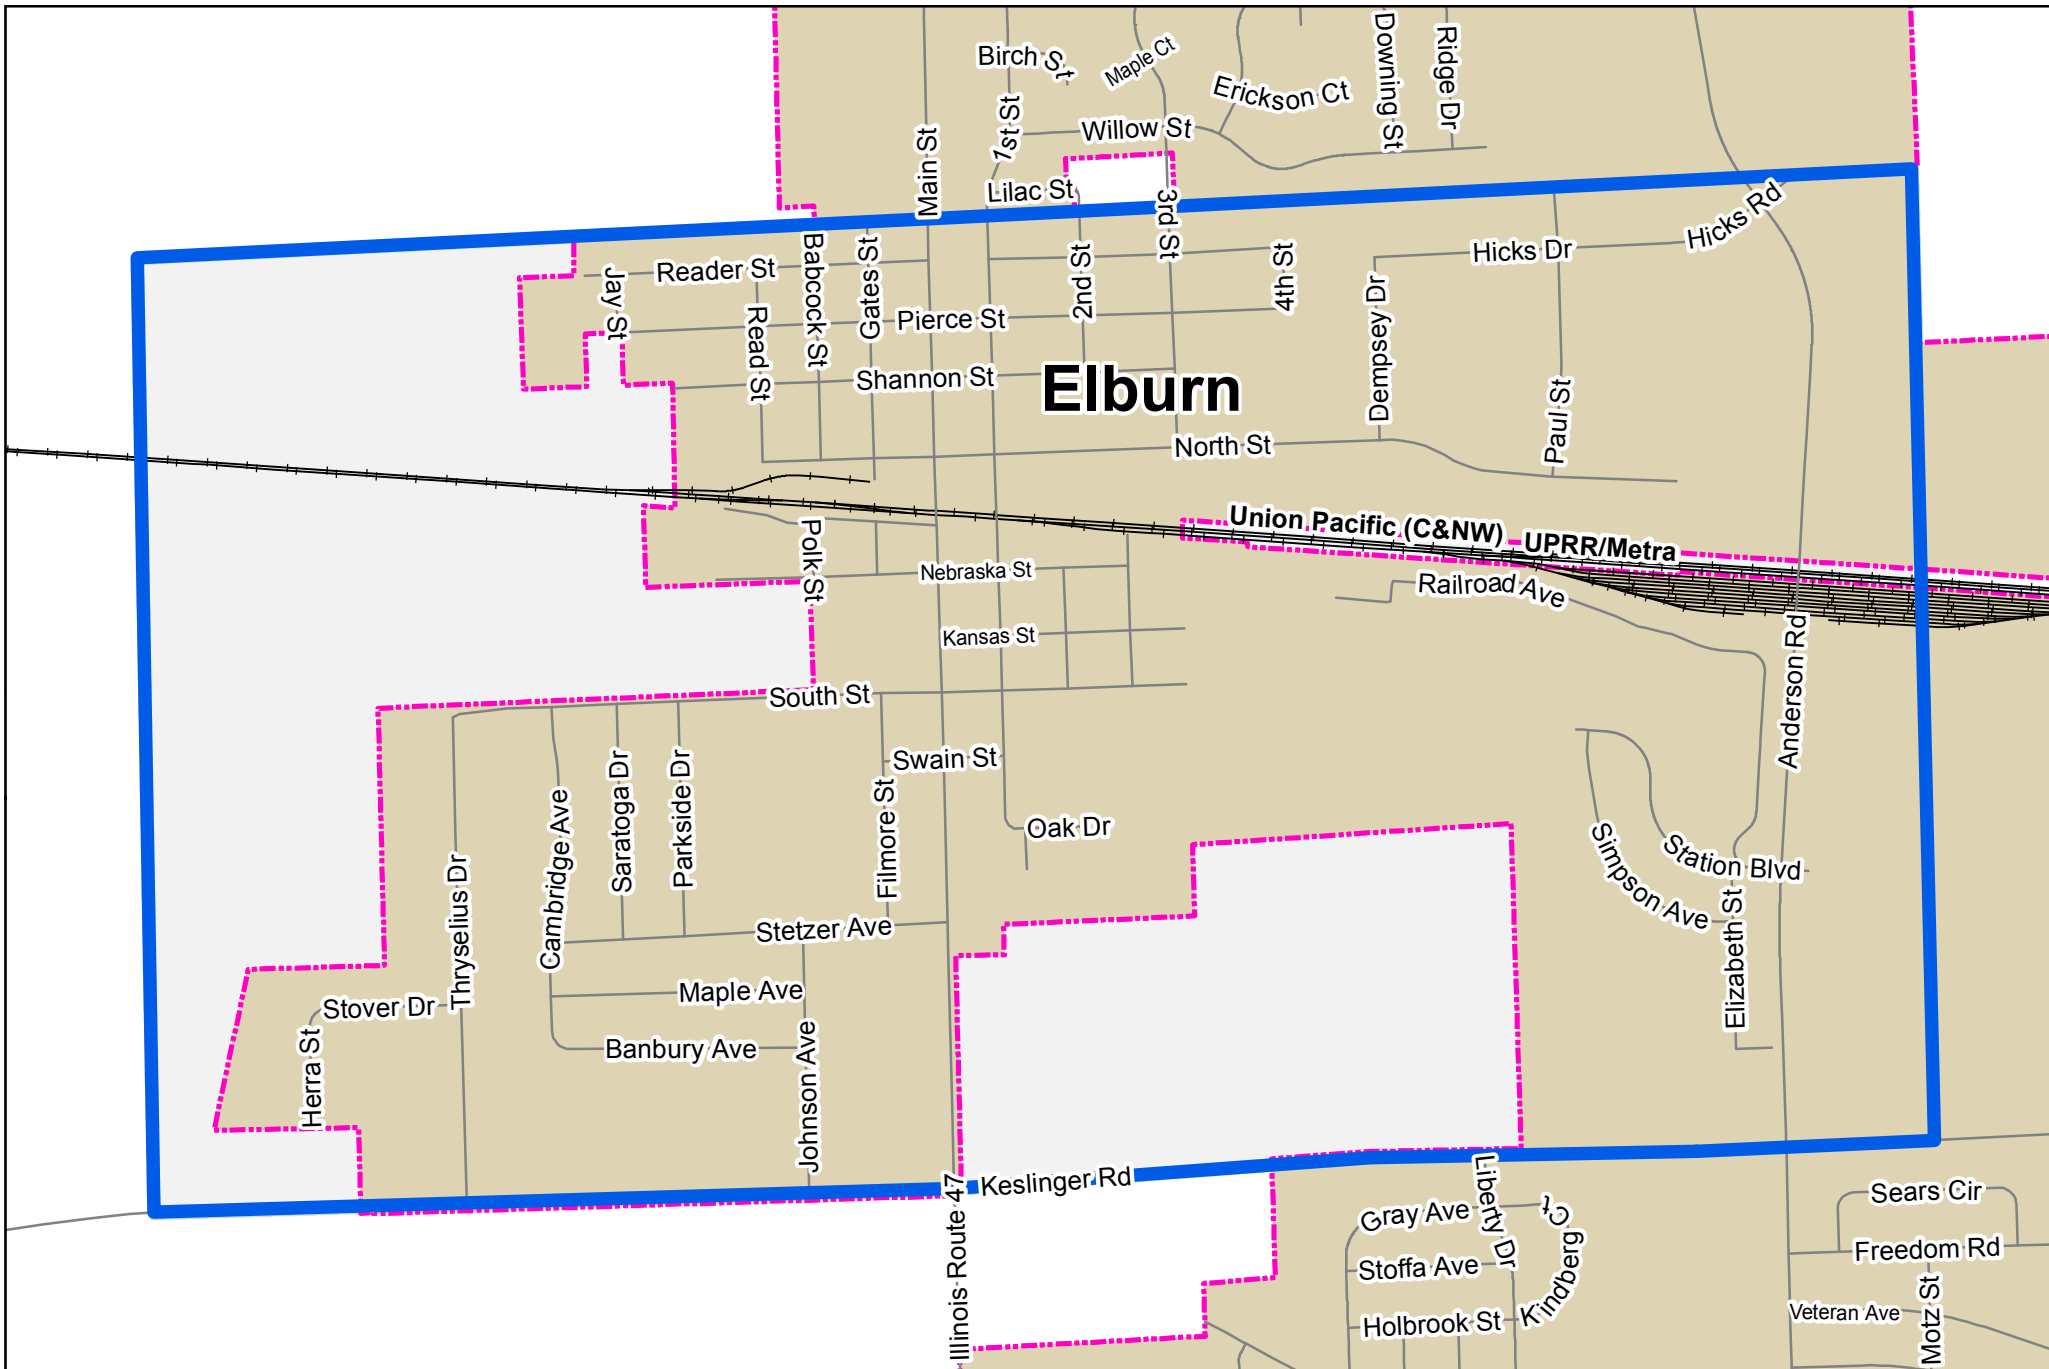 Birch St
Maple Ct
Erickson Ct
Downing St
Ridge Dr
1st St
Willow St
Main St
Lilac St
3rd St
Hicks Rd
Hicks Dr
Babcock St
Gates St
2nd St
4th St
Reader St
Jay St
Read St
Pierce St
Dempsey Dr
Shannon St
Elburn
Paul St
North St
Union Pacific (C&NW)
UPRR/Metra
Polk St
Nebraska St
Railroad Ave
Kansas St
Anderson Rd
South St
Swain St
Saratoga Dr
Parkside Dr
Cambridge Ave
Filmore St
Oak Dr
Thryselius Dr
Simpson Ave
Station Blvd
Elizabeth St
Stetzer Ave
Maple Ave
Stover Dr
Herra St
Banbury Ave
Johnson Ave
Keslinger Rd
Illinois Route 47
Liberty Dr
Gray Ave
Kindberg Ct
Stoffa Ave
Holbrook St
Sears Cir
Freedom Rd
Veteran Ave
Motz St